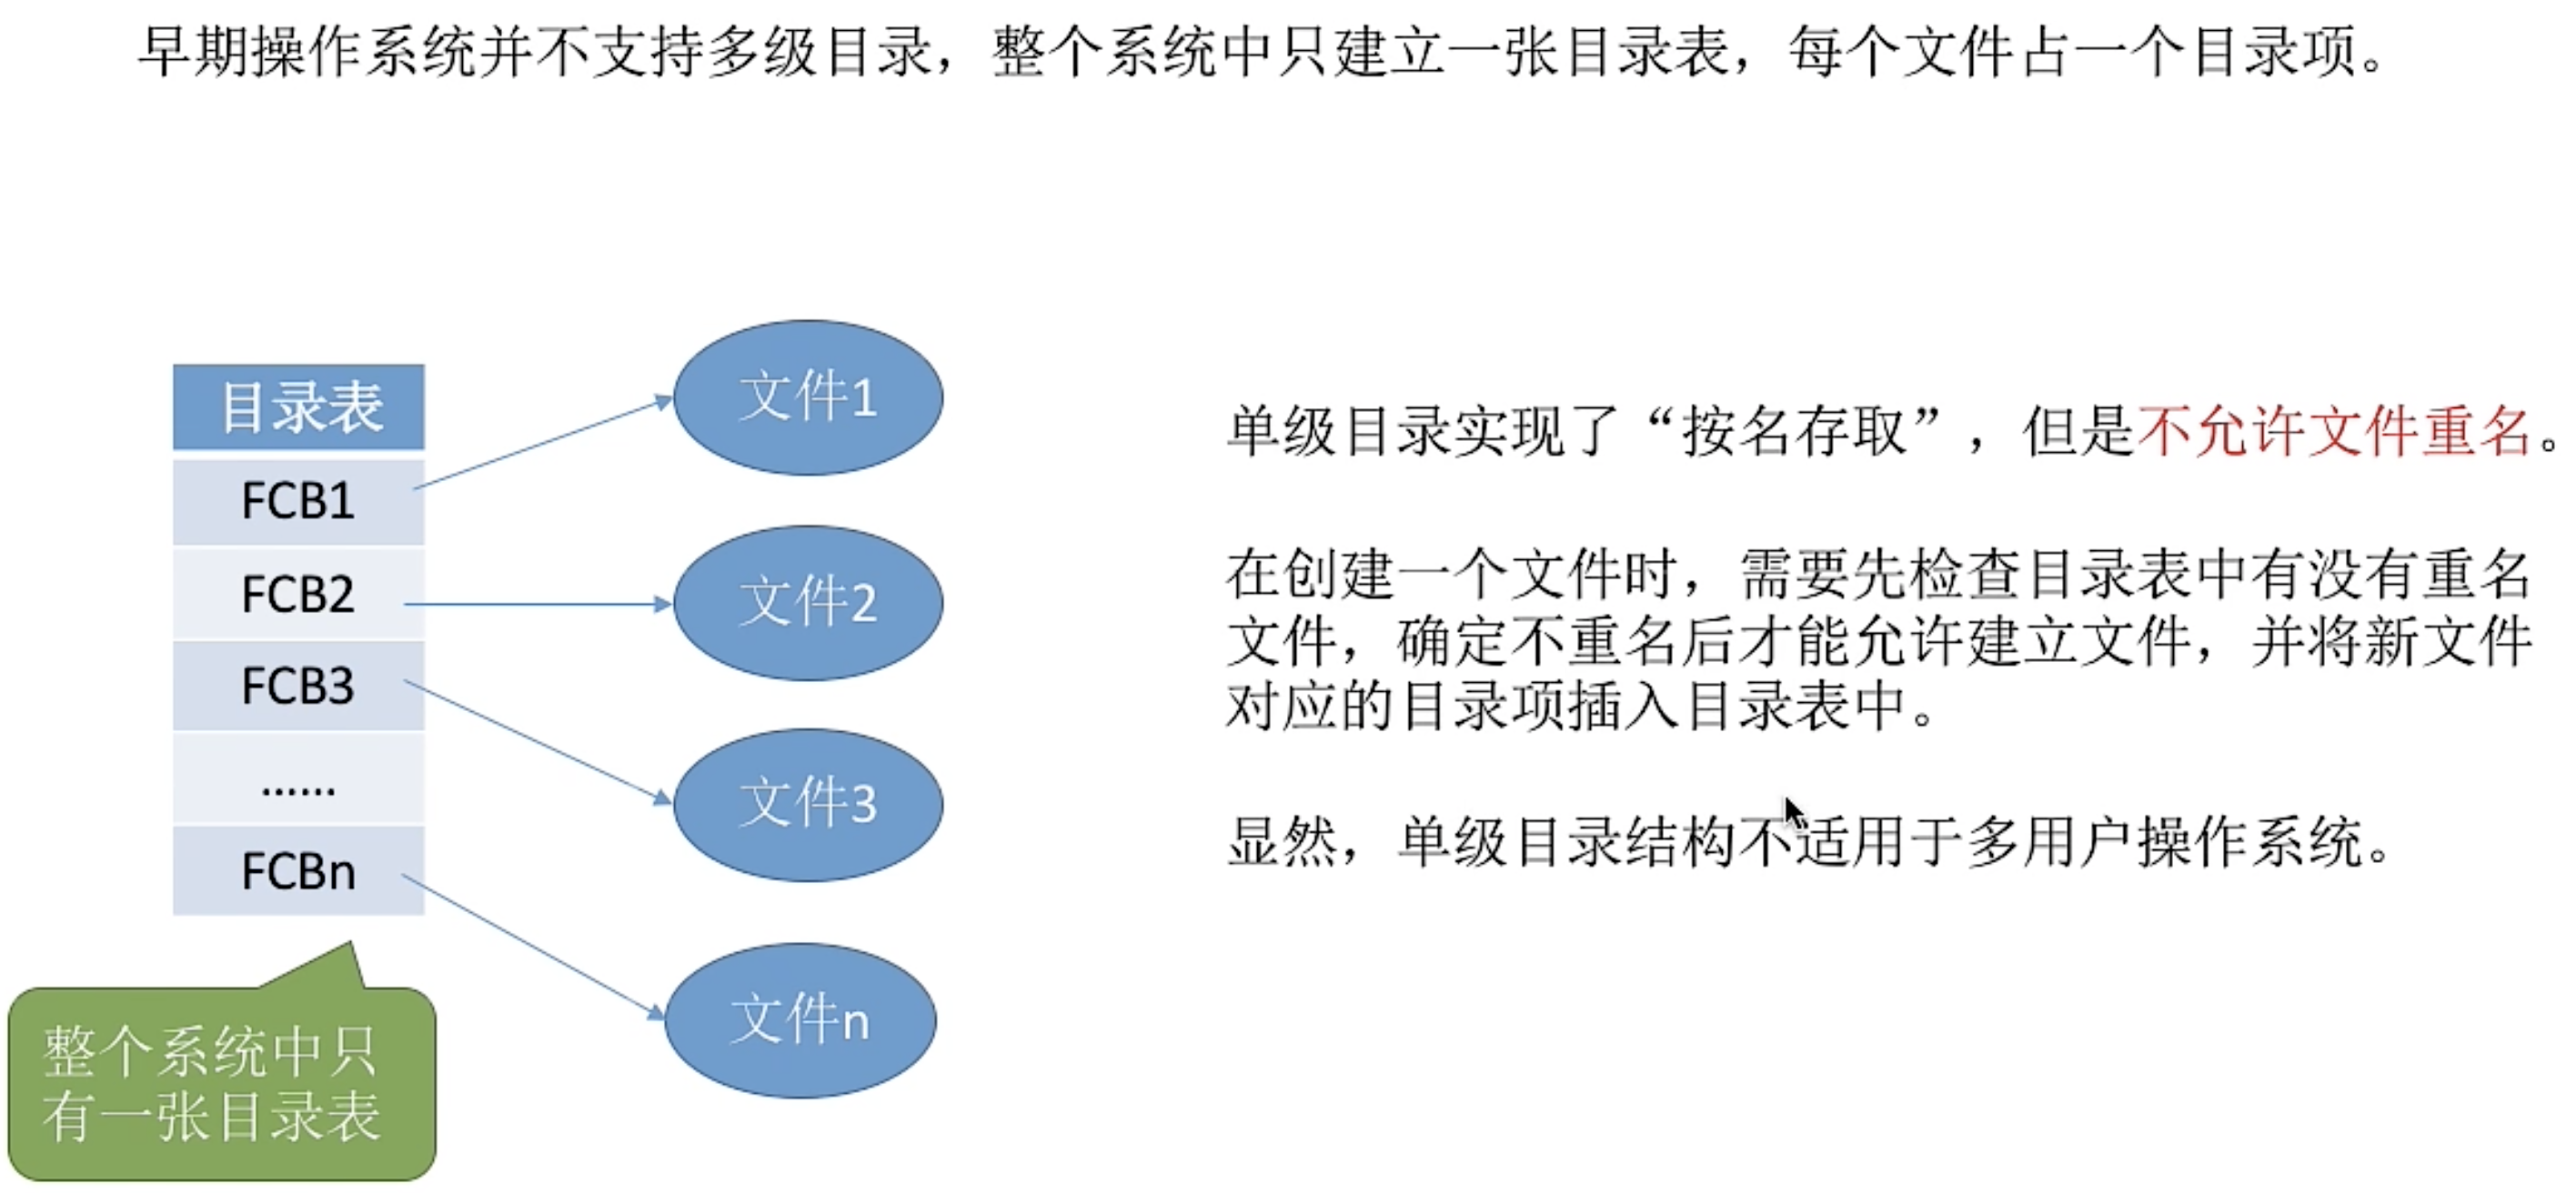 早期操作系统并不支持多级目录，整个系统中只建立一张目录表，每个文件占一个目录项。
目录表
FCB1
FCB2
FCB3
......
FCBn
文件1
文件2
文件3
文件n
整个系统中只
有一张目录表
单级目录实现了“按名存取”，但是不允许文件重名。
在创建一个文件时，需要先检查目录表中有没有重名
文件，确定不重名后才能允许建立文件，并将新文件
对应的目录项插入目录表中。
显然，单级目录结构不适用于多用户操作系统。